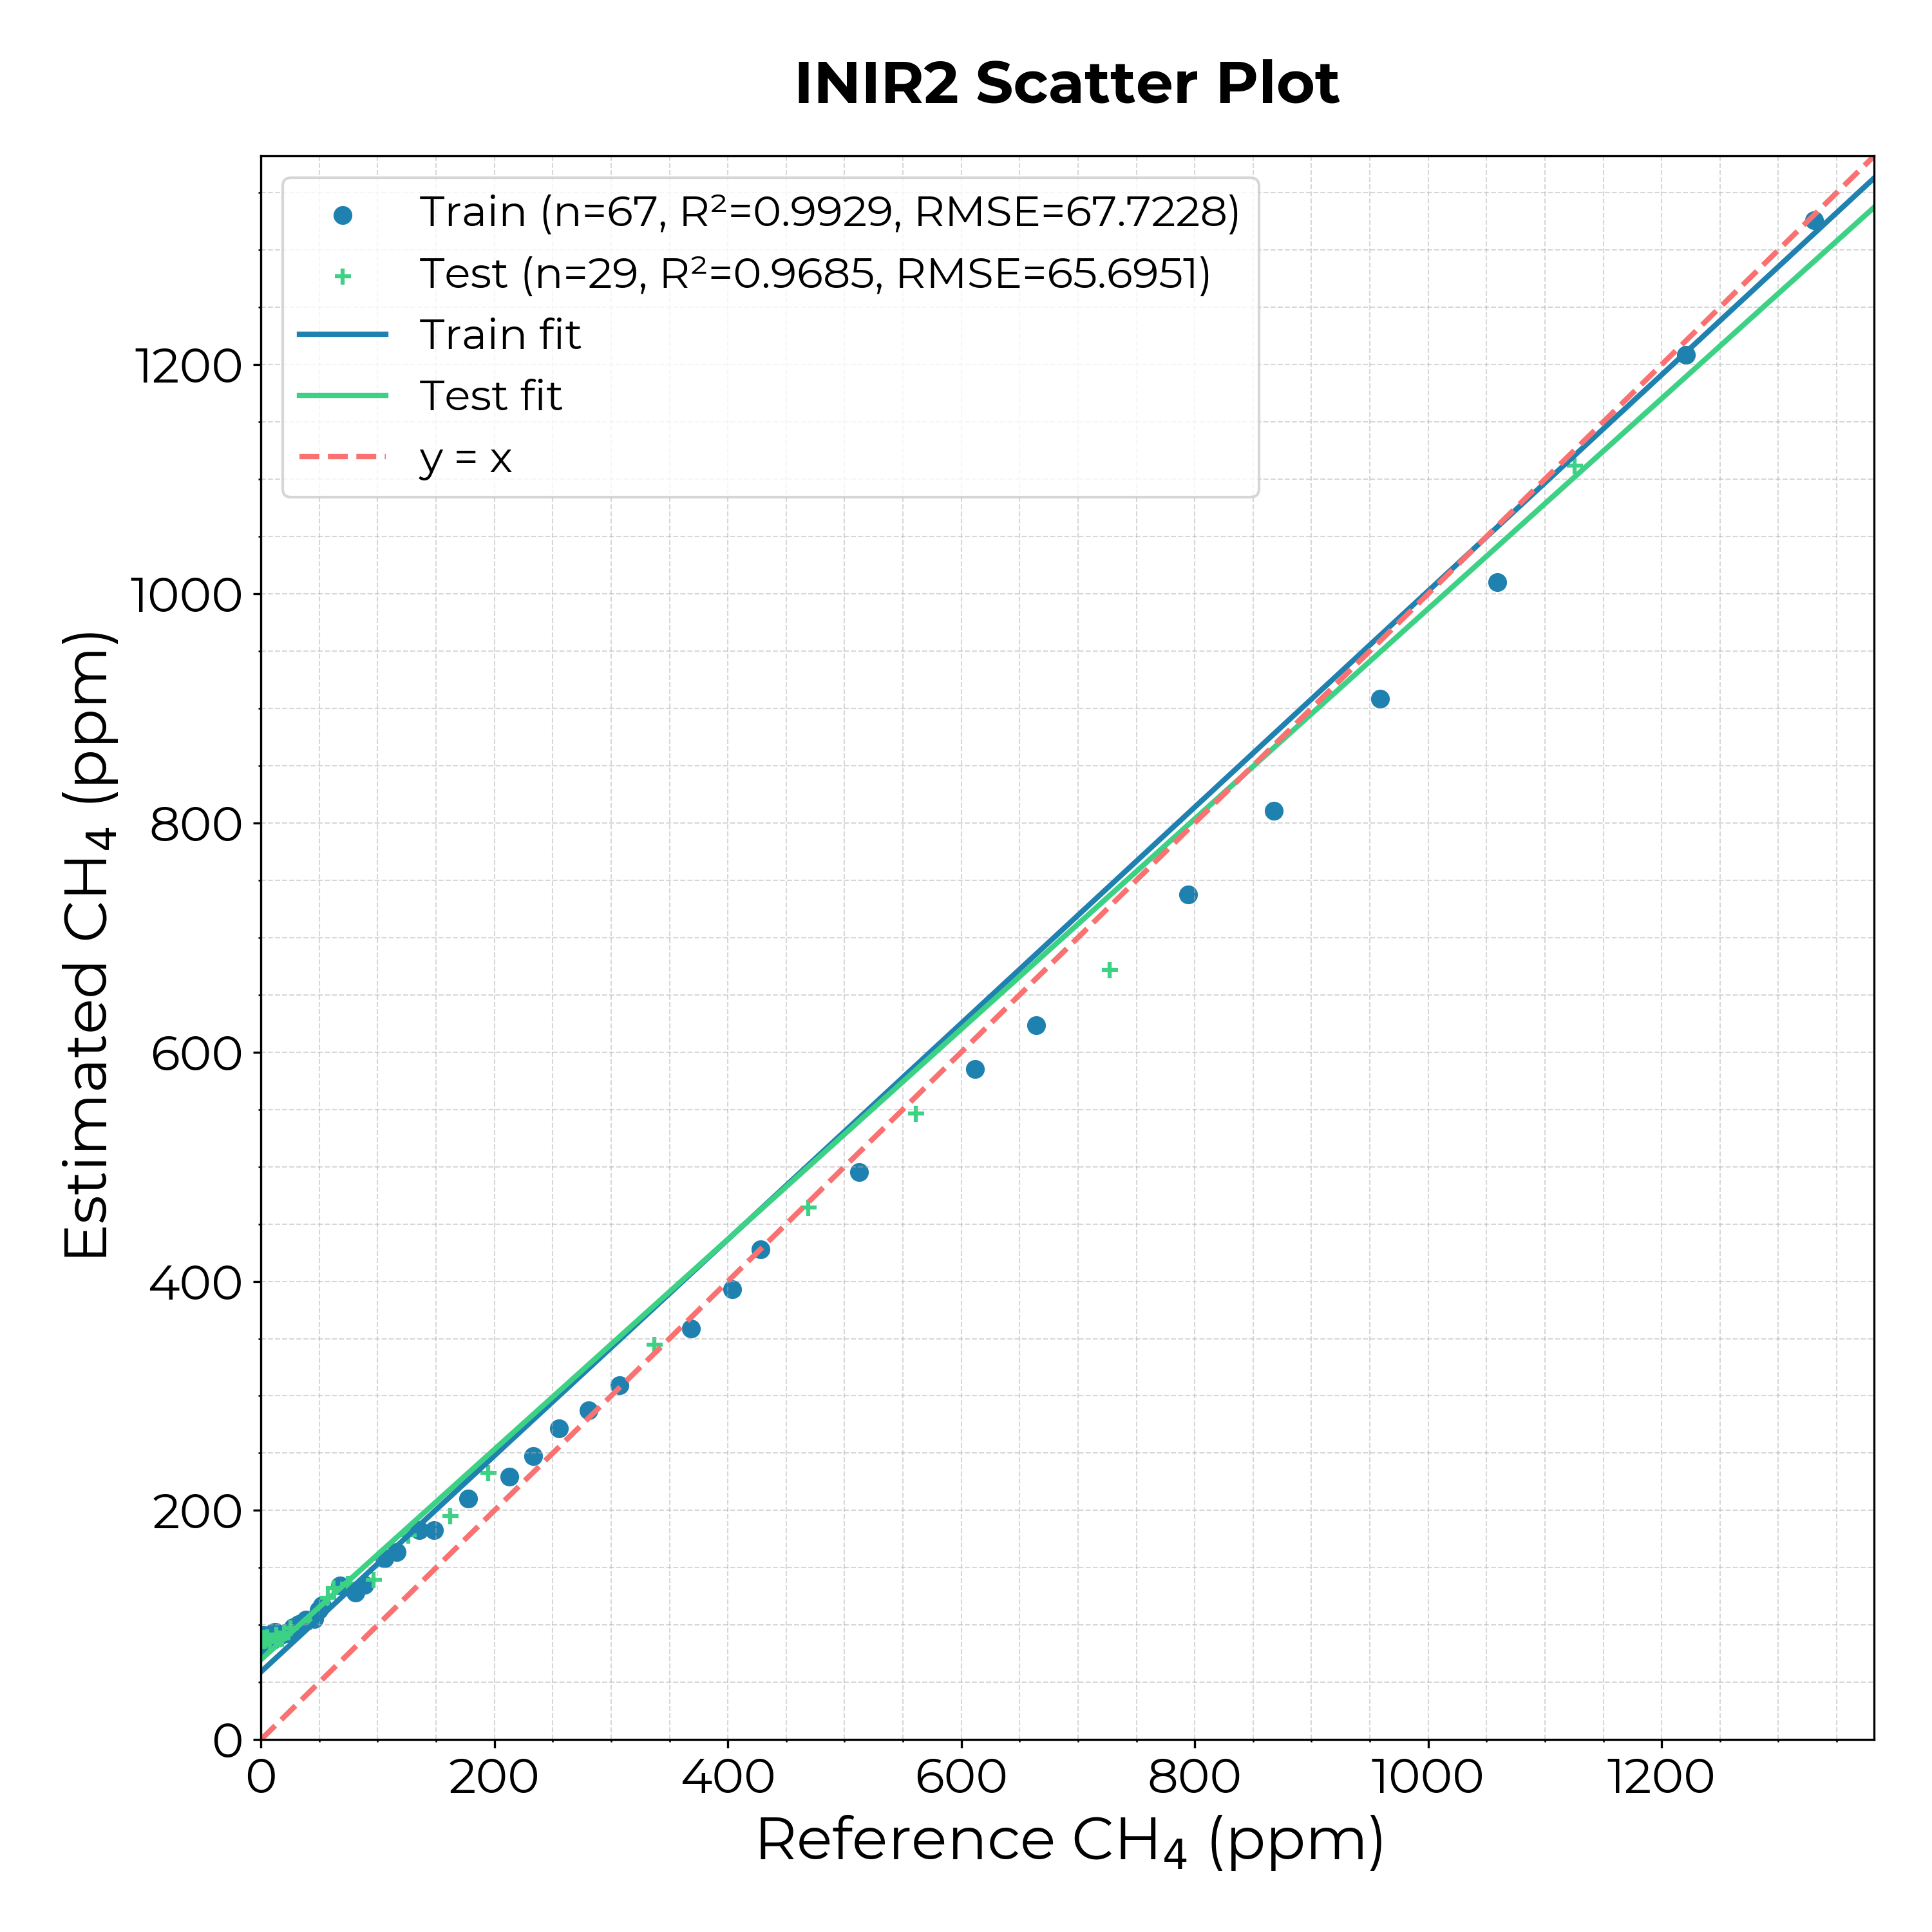 INIR2 Scatter Plot
Train (n=67, R²=0.9929, RMSE=67.7228)
Test (n=29, R²=0.9685, RMSE=65.6951)
Train fit
Test fit
y = x
Estimated CH₄ (ppm)
1200
1000
800
600
400
200
0
0 200 400 600 800 1000 1200
Reference CH₄ (ppm)